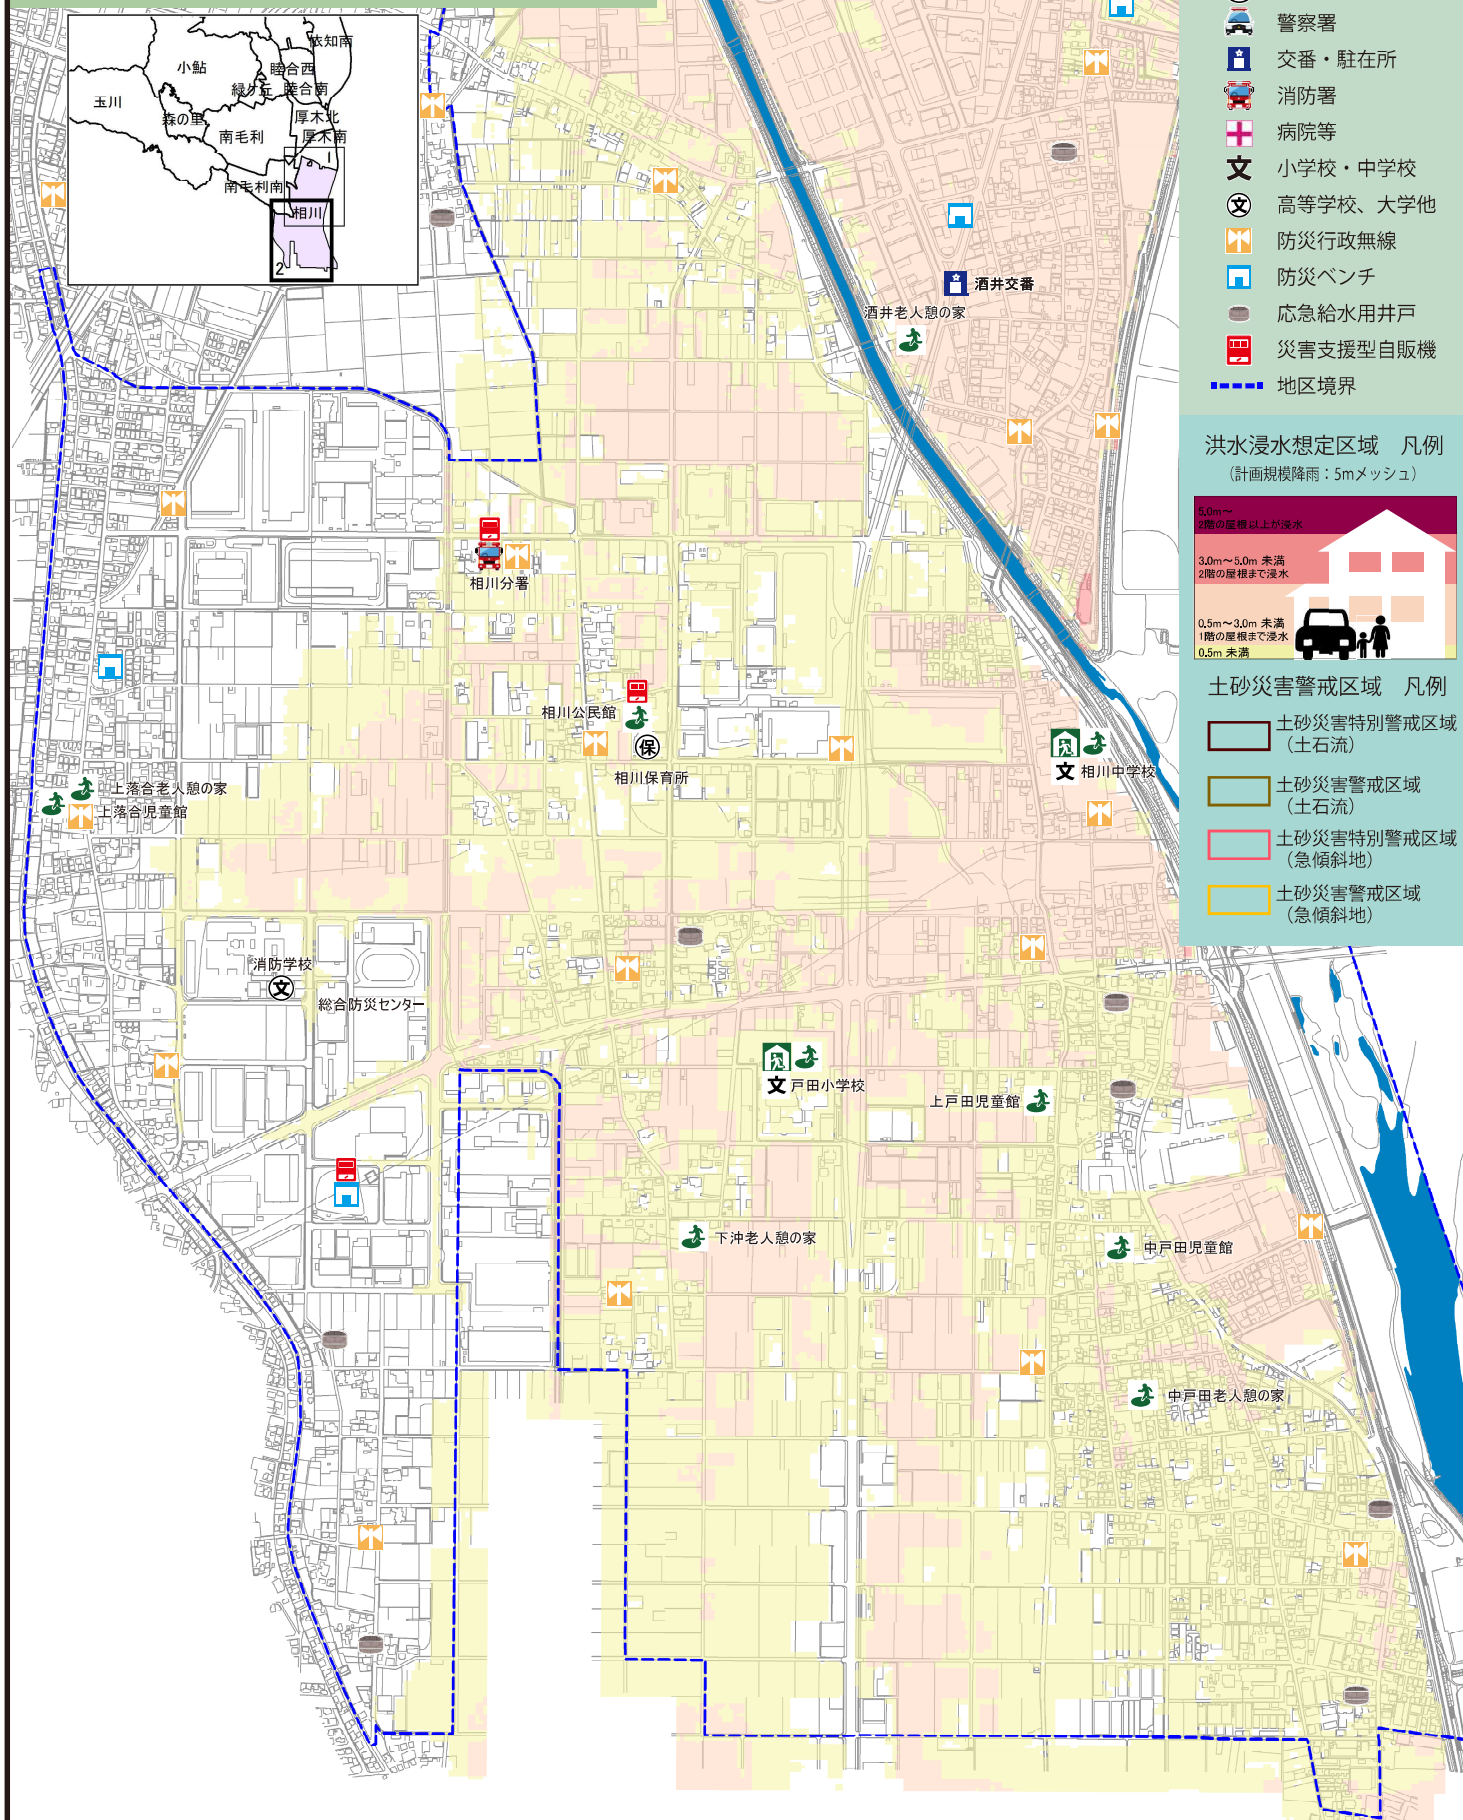 依知南
小鮎
睦合西
緑ケ丘
睦合南
玉川
森の里
厚木北
南毛利
厚木南
1
南毛利南
相川
2
警察署
交番・駐在所
消防署
病院等
文
小学校・中学校
文
高等学校、大学他
防災行政無線
防災ベンチ
応急給水用井戸
災害支援型自販機
地区境界
洪水浸水想定区域　凡例
（計画規模降雨：5mメッシュ）
5.0m～
2階の屋根以上が浸水
3.0m～5.0m 未満
2階の屋根まで浸水
0.5m～3.0m 未満
1階の屋根まで浸水
0.5m 未満
土砂災害警戒区域　凡例
土砂災害特別警戒区域
（土石流）
土砂災害警戒区域
（土石流）
土砂災害特別警戒区域
（急傾斜地）
土砂災害警戒区域
（急傾斜地）
酒井交番
酒井老人憩の家
相川分署
相川公民館
保
相川保育所
文 相川中学校
上落合老人憩の家
上落合児童館
消防学校
文
総合防災センター
文 戸田小学校
上戸田児童館
下沖老人憩の家
中戸田児童館
中戸田老人憩の家